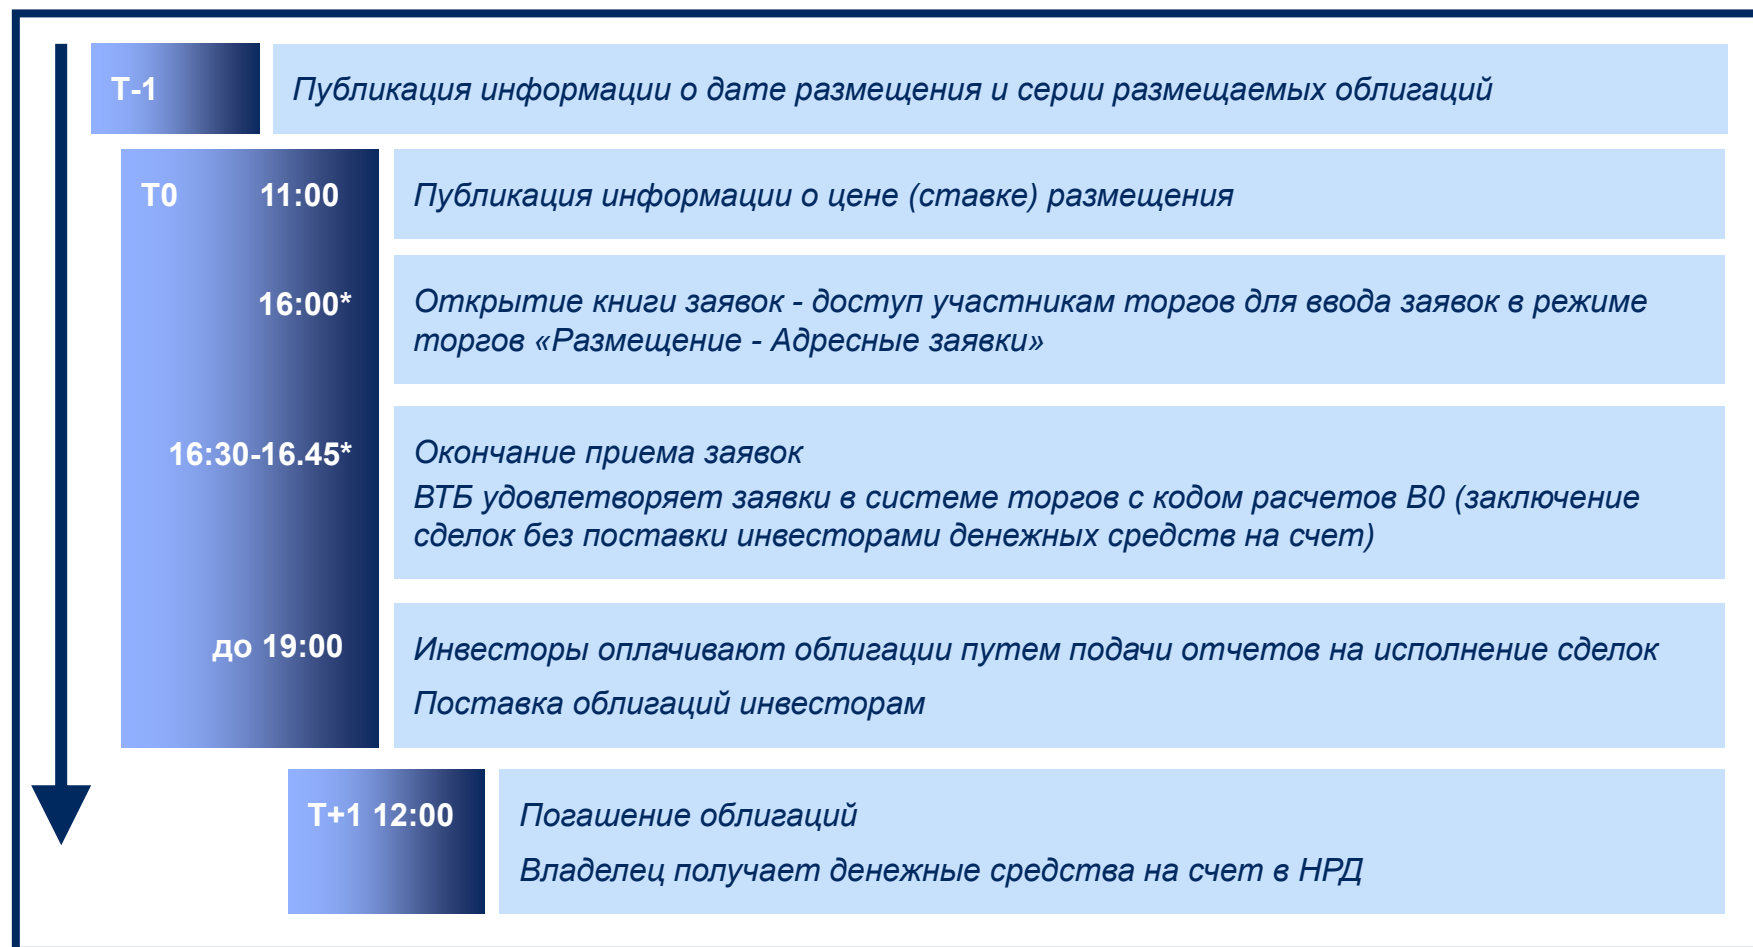 Т-1
Публикация информации о дате размещения и серии размещаемых облигаций
Т0 11:00
Публикация информации о цене (ставке) размещения
16:00*
Открытие книги заявок - доступ участникам торгов для ввода заявок в режиме
торгов «Размещение - Адресные заявки»
16:30-16.45*
Окончание приема заявок
ВТБ удовлетворяет заявки в системе торгов с кодом расчетов В0 (заключение
сделок без поставки инвесторами денежных средств на счет)
до 19:00
Инвесторы оплачивают облигации путем подачи отчетов на исполнение сделок
Поставка облигаций инвесторам
Т+1 12:00
Погашение облигаций
Владелец получает денежные средства на счет в НРД